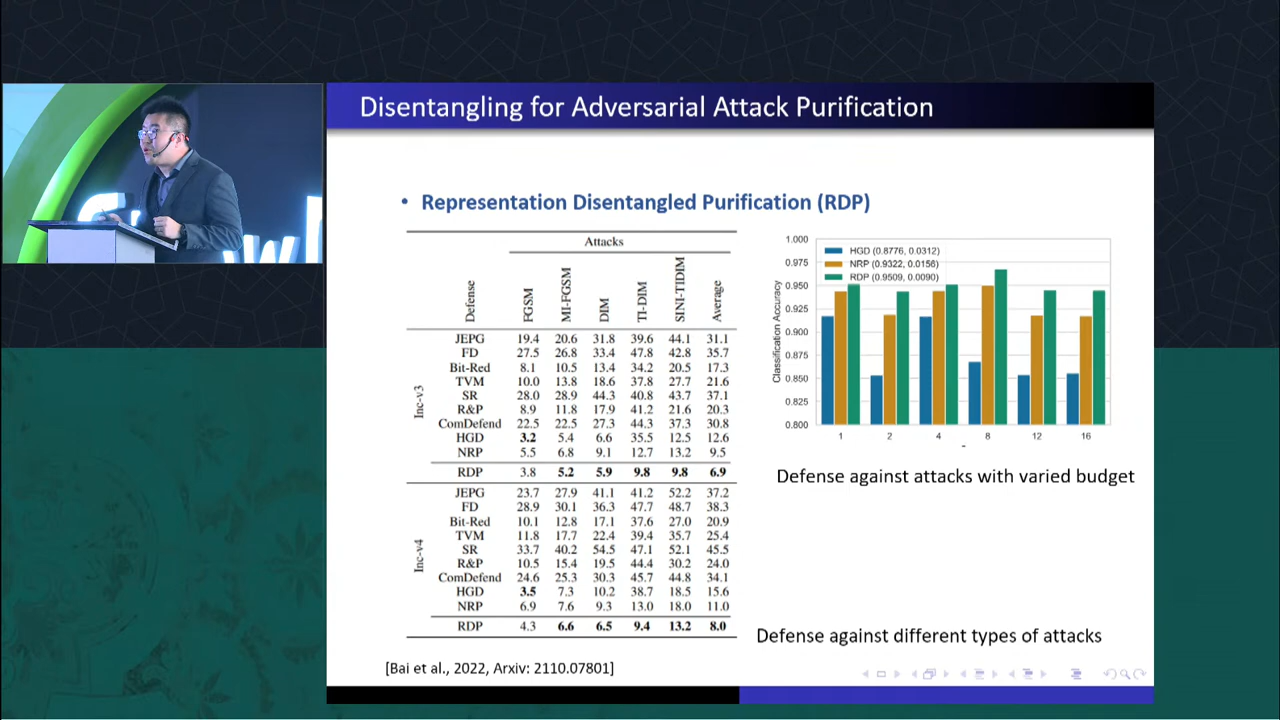 Disentangling for Adversarial Attack Purification
• Representation Disentangled Purification (RDP)
Attacks
Defense FGSM MI-FGSM DIM TI-DIM SINI-TIDIM Average
Inc-v3
JEPG 19.4 20.6 31.8 39.6 44.1 31.1
FD 27.5 26.8 33.4 47.8 42.8 35.7
Bit-Red 8.1 10.5 13.4 34.2 20.5 17.3
TVM 10.0 13.8 18.6 37.8 27.7 21.6
SR 28.0 28.9 44.3 40.8 43.7 37.1
R&P 8.9 11.8 17.9 41.2 21.6 20.3
ComDefend 22.5 22.5 27.3 44.3 37.3 30.8
HGD 3.2 5.4 6.6 35.5 12.5 12.6
NRP 5.5 6.8 9.1 12.7 13.2 9.5
RDP 3.8 5.2 5.9 9.8 9.8 6.9
Inc-v4
JEPG 23.7 27.9 41.1 41.2 52.2 37.2
FD 28.9 30.1 36.3 47.7 48.7 38.3
Bit-Red 10.1 12.8 17.1 37.6 27.0 20.9
TVM 11.8 17.7 22.4 39.4 35.7 25.4
SR 33.7 40.2 54.5 47.1 52.1 45.5
R&P 10.5 15.4 19.5 44.4 30.2 24.0
ComDefend 24.6 25.3 30.3 45.7 44.8 34.1
HGD 3.5 7.3 10.2 38.7 18.5 15.6
NRP 6.9 7.6 9.3 13.0 18.0 11.0
RDP 4.3 6.6 6.5 9.4 13.2 8.0
[Bai et al., 2022, Arxiv: 2110.07801]
Classification Accuracy
1.000
0.975
0.950
0.925
0.900
0.875
0.850
0.825
0.800
HGD (0.8776, 0.0312)
NRP (0.9322, 0.0156)
RDP (0.9509, 0.0090)
1 2 4 8 12 16
Defense against attacks with varied budget
Defense against different types of attacks